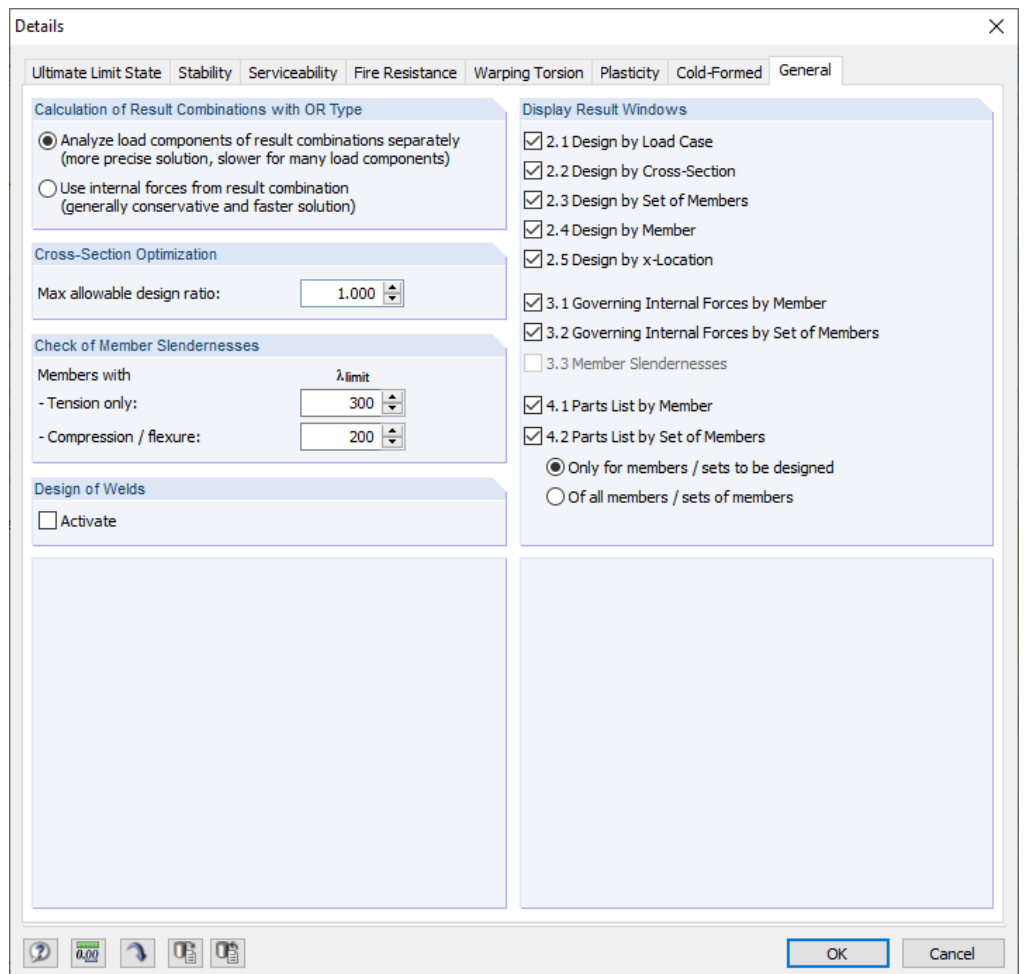 Details
Ultimate Limit State Stability Serviceability Fire Resistance Warping Torsion Plasticity Cold-Formed General
Calculation of Result Combinations with OR Type
Analyze load components of result combinations separately
(more precise solution, slower for many load components)
Use internal forces from result combination
(generally conservative and faster solution)
Cross-Section Optimization
Max allowable design ratio: 1.000
Check of Member Slendernesses
Members with λlimit
- Tension only: 300
- Compression / flexure: 200
Design of Welds
Activate
Display Result Windows
2.1 Design by Load Case
2.2 Design by Cross-Section
2.3 Design by Set of Members
2.4 Design by Member
2.5 Design by x-Location
3.1 Governing Internal Forces by Member
3.2 Governing Internal Forces by Set of Members
3.3 Member Slendernesses
4.1 Parts List by Member
4.2 Parts List by Set of Members
Only for members / sets to be designed
Of all members / sets of members
0.00
OK Cancel